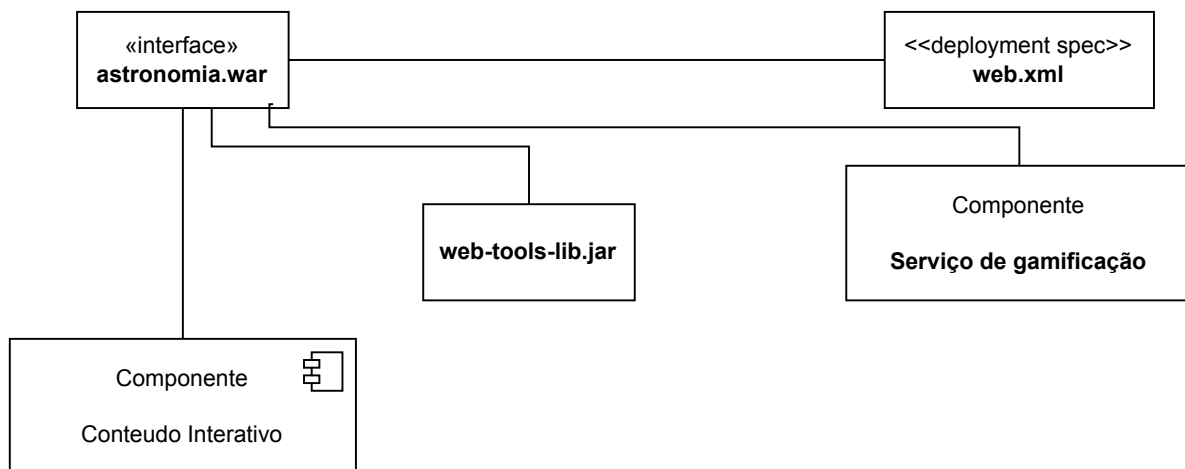 «interface»
astronomia.war
<<deployment spec>>
web.xml
web-tools-lib.jar
Componente
Serviço de gamificação
Componente
Conteudo Interativo